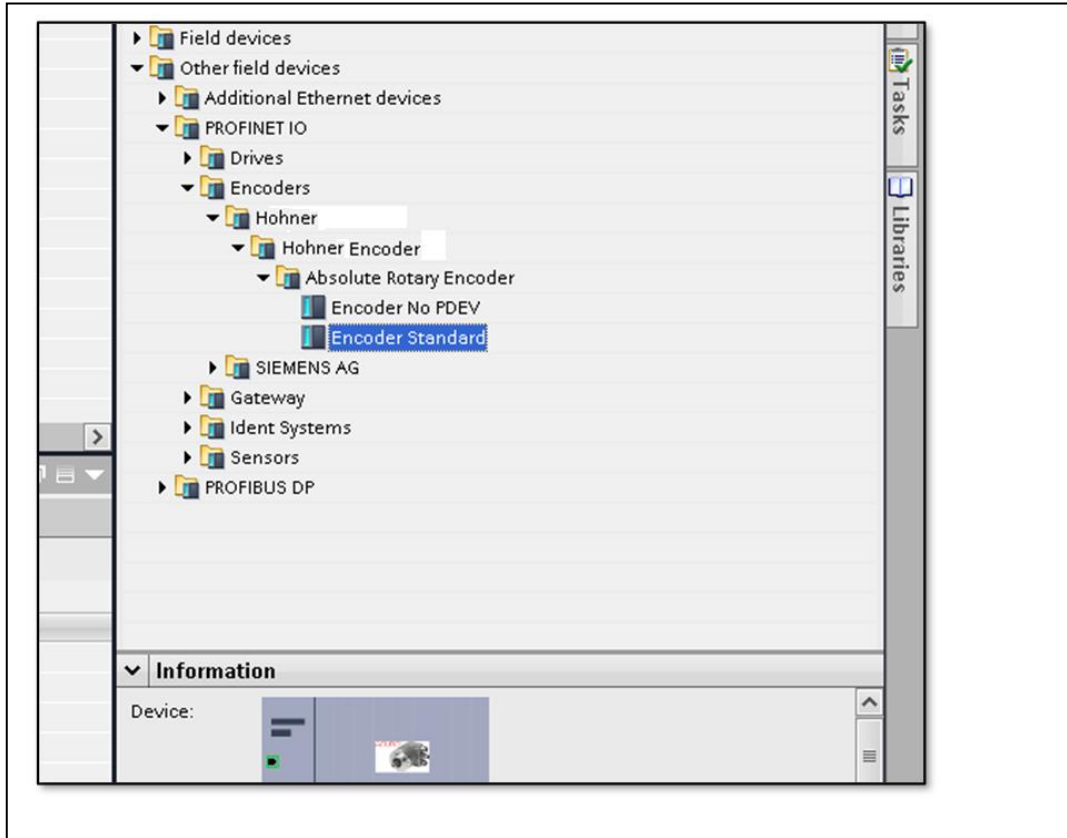 Field devices
Other field devices
Additional Ethernet devices
PROFINET IO
Drives
Encoders
Hohner
Hohner Encoder
Absolute Rotary Encoder
Encoder No PDEV
Encoder Standard
SIEMENS AG
Gateway
Ident Systems
Sensors
PROFIBUS DP
Information
Device:
Tasks
Libraries